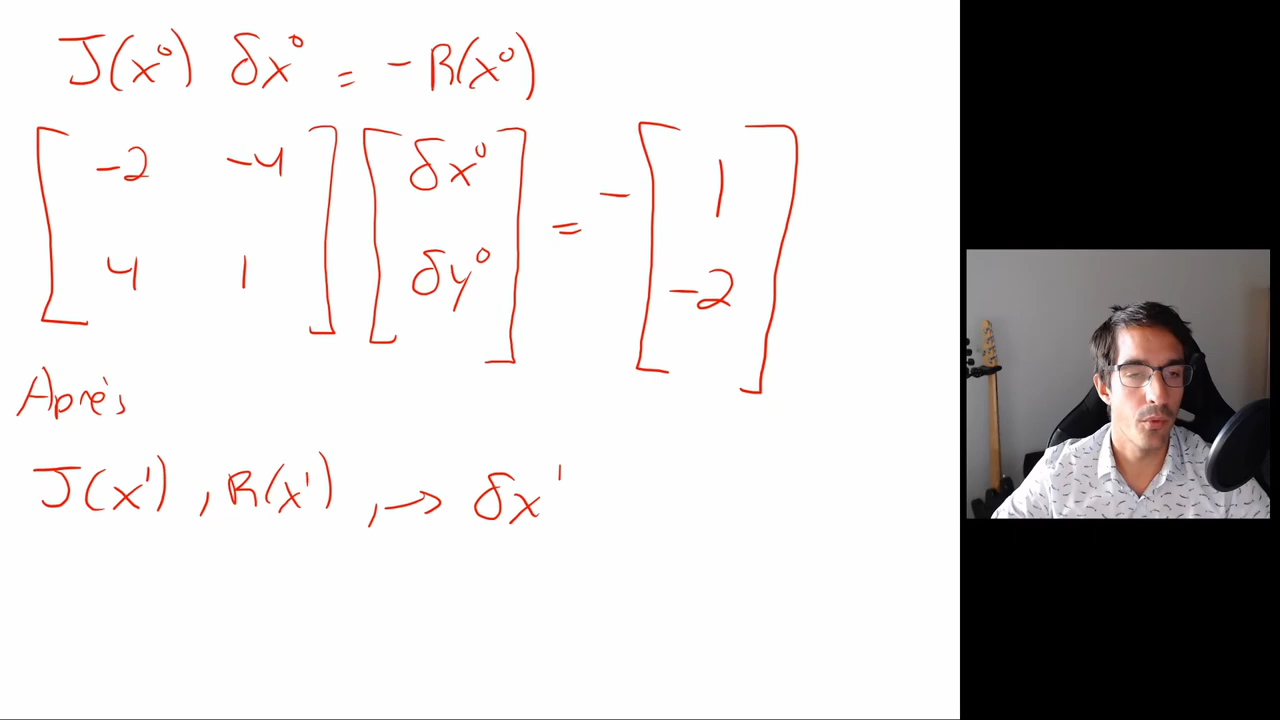 J(x⁰) δx⁰ = - R(x⁰)
[ -2 -4 ] [ δx⁰ ] = - [ 1 ]
[ 4 1 ] [ δy⁰ ] [ -2 ]
Après
J(x¹) , R(x¹) , → δx¹